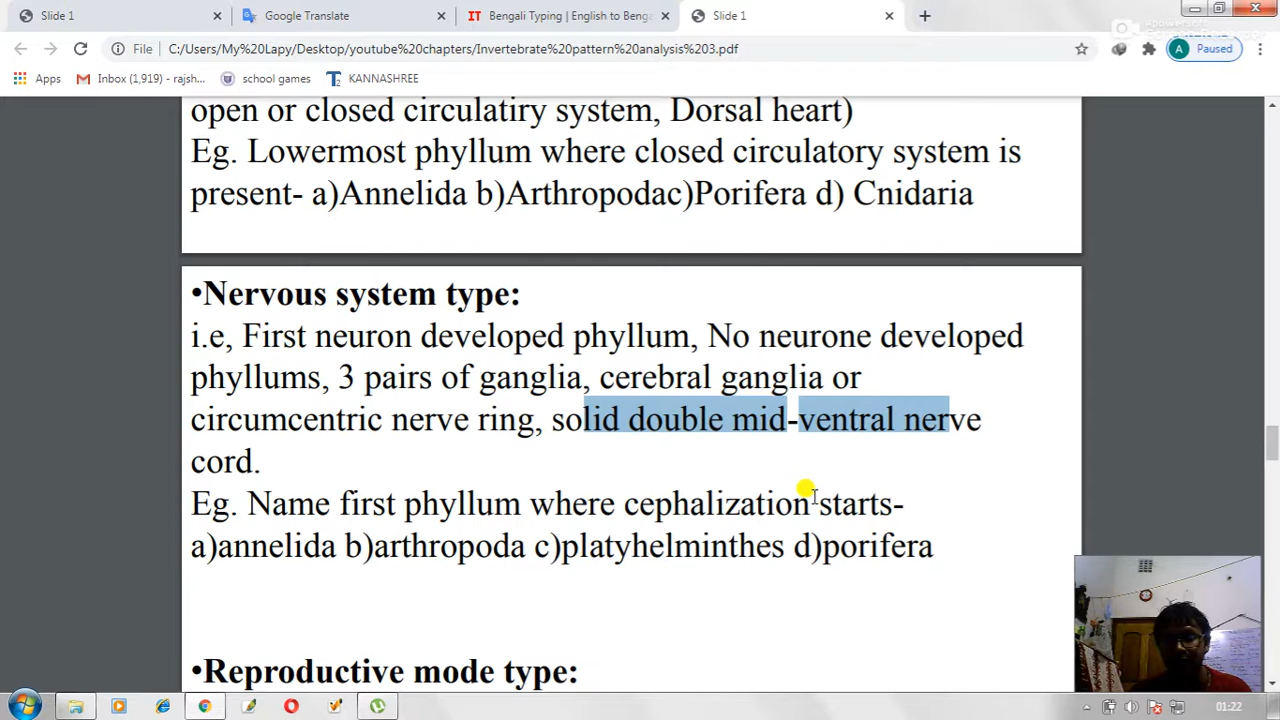 Slide 1
Google Translate
Bengali Typing | English to Beng
Slide 1
File C:/Users/My%20Lapy/Desktop/youtube%20chapters/Invertebrate%20pattern%20analysis%203.pdf
A Paused
Apps Inbox (1,919) - rajsh... school games KANNASHREE
open or closed circulatiry system, Dorsal heart)
Eg. Lowermost phyllum where closed circulatory system is
present- a)Annelida b)Arthropodac)Porifera d) Cnidaria
•Nervous system type:
i.e, First neuron developed phyllum, No neurone developed
phyllums, 3 pairs of ganglia, cerebral ganglia or
circumcentric nerve ring, solid double mid-ventral nerve
cord.
Eg. Name first phyllum where cephalization starts-
a)annelida b)arthropoda c)platyhelminthes d)porifera
•Reproductive mode type:
01:22